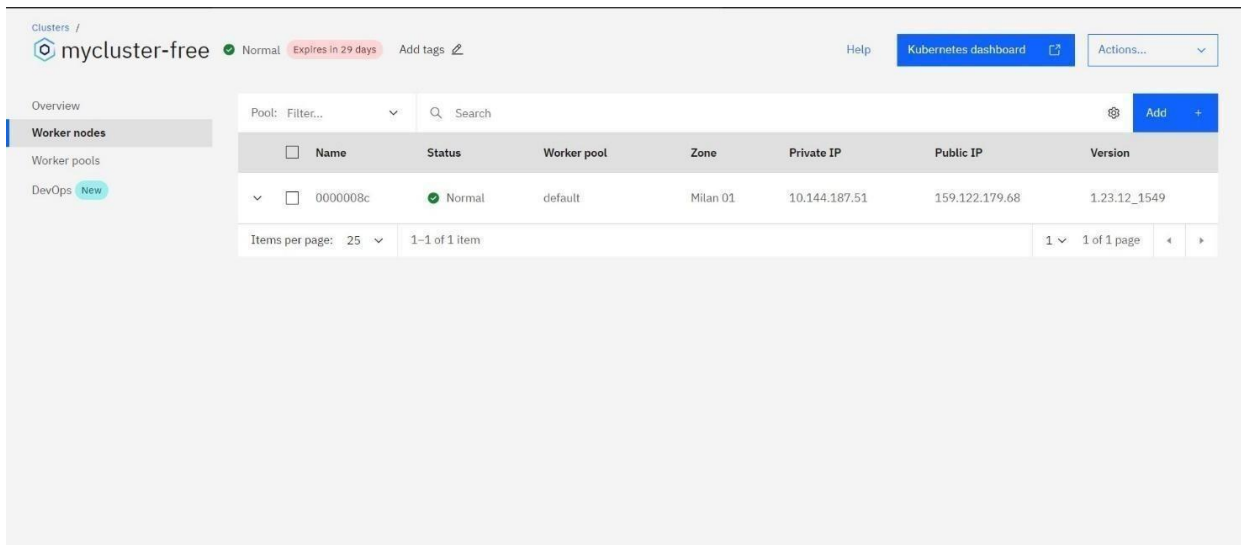 Clusters /
mycluster-free Normal Expires in 29 days Add tags Help Kubernetes dashboard Actions...
Overview
Worker nodes
Worker pools
DevOps New
Pool: Filter... Search Add +
Name Status Worker pool Zone Private IP Public IP Version
0000008c Normal default Milan 01 10.144.187.51 159.122.179.68 1.23.12_1549
Items per page: 25 1–1 of 1 item 1 1 of 1 page